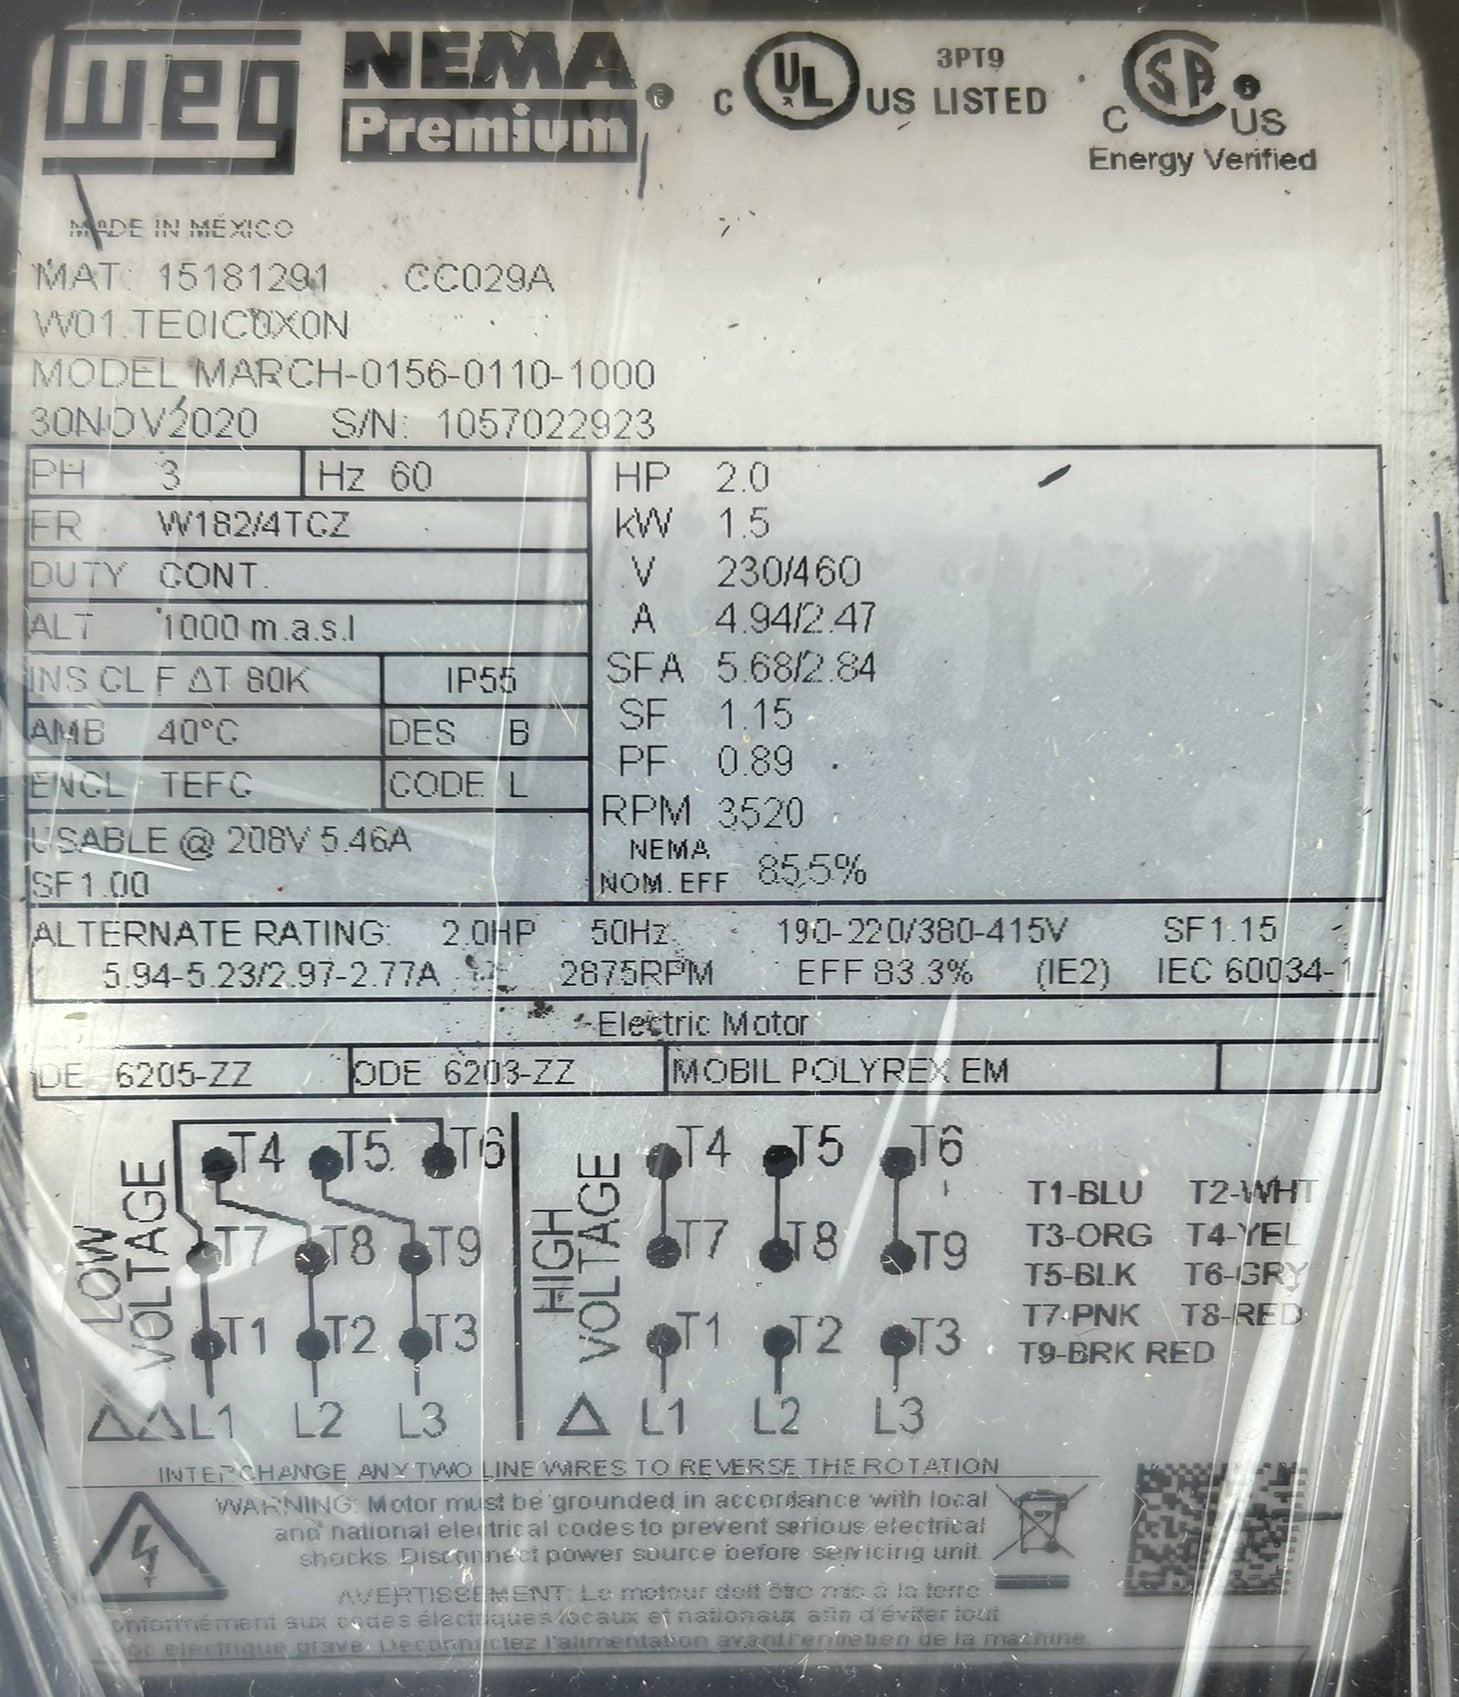 WEG NEMA Premium® C UL US LISTED 3PT9 C SA® US
Energy Verified
MADE IN MEXICO
MAT: 15181291 CC029A
W01.TE0IC0X0N
MODEL MARCH-0156-0110-1000
30NOV2020 S/N: 1057022923
PH 3 Hz 60
FR W182/4TCZ
DUTY CONT.
ALT 1000 m.a.s.l
INS CL F ΔT 80K IP55
AMB 40°C DES B
ENCL TEFC CODE L
USABLE @ 208V 5.46A
SF1.00
HP 2.0
kW 1.5
V 230/460
A 4.94/2.47
SFA 5.68/2.84
SF 1.15
PF 0.89
RPM 3520
NEMA
NOM. EFF 85.5%
ALTERNATE RATING: 2.0HP 50Hz 190-220/380-415V SF1.15
5.94-5.23/2.97-2.77A 2875RPM EFF 83.3% (IE2) IEC 60034-1
Electric Motor
DE 6205-ZZ ODE 6203-ZZ MOBIL POLYREX EM
LOW VOLTAGE
T4 T5 T6
T7 T8 T9
T1 T2 T3
ΔΔ L1 L2 L3
HIGH VOLTAGE
T4 T5 T6
T7 T8 T9
T1 T2 T3
Δ L1 L2 L3
T1-BLU T2-WHT
T3-ORG T4-YEL
T5-BLK T6-GRY
T7-PNK T8-RED
T9-BRK RED
INTERCHANGE ANY TWO LINE WIRES TO REVERSE THE ROTATION
WARNING: Motor must be grounded in accordance with local
and national electrical codes to prevent serious electrical
shocks. Disconnect power source before servicing unit.
AVERTISSEMENT: Le moteur doit être mis à la terre
conformément aux codes électriques locaux et nationaux afin d'éviter tout
choc électrique grave. Déconnectez l'alimentation avant l'entretien de la machine.